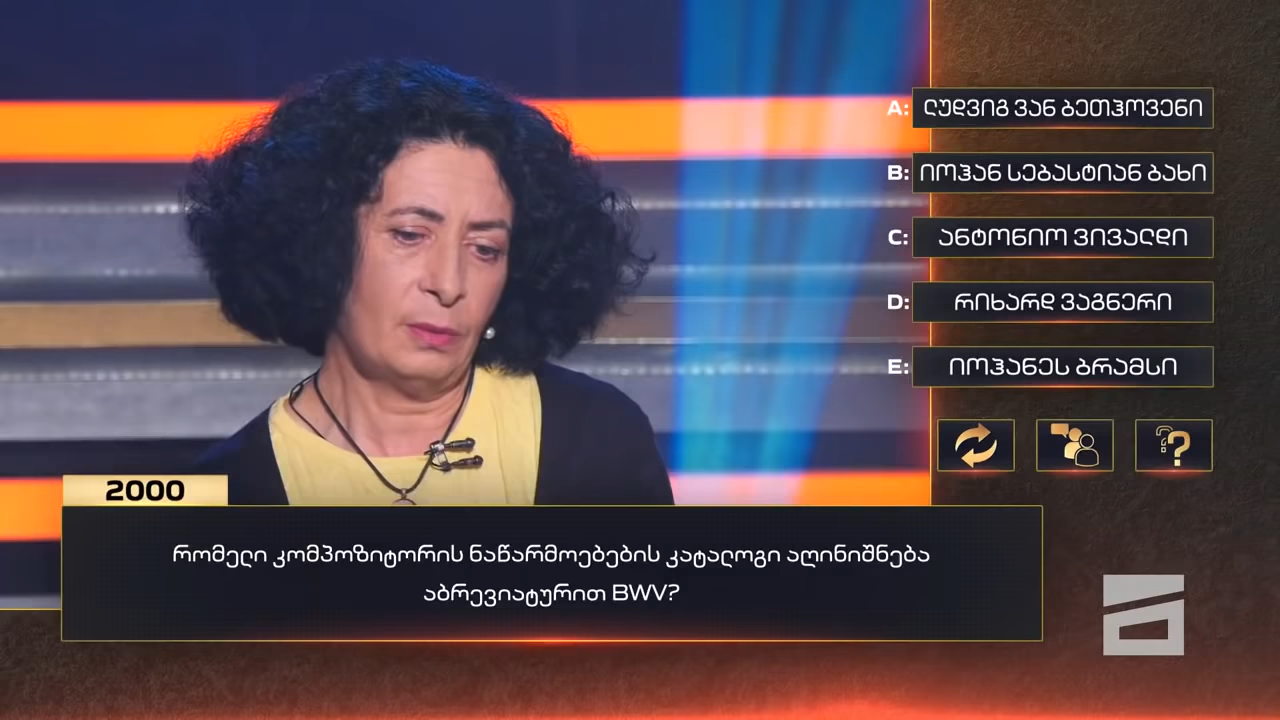 A: ლუდვიგ ვან ბეთჰოვენი
B: იოჰან სებასტიან ბახი
C: ანტონიო ვივალდი
D: რიხარდ ვაგნერი
E: იოჰანეს ბრამსი
2000
რომელი კომპოზიტორის ნაწარმოებების კატალოგი აღინიშნება
აბრევიატურით BWV?